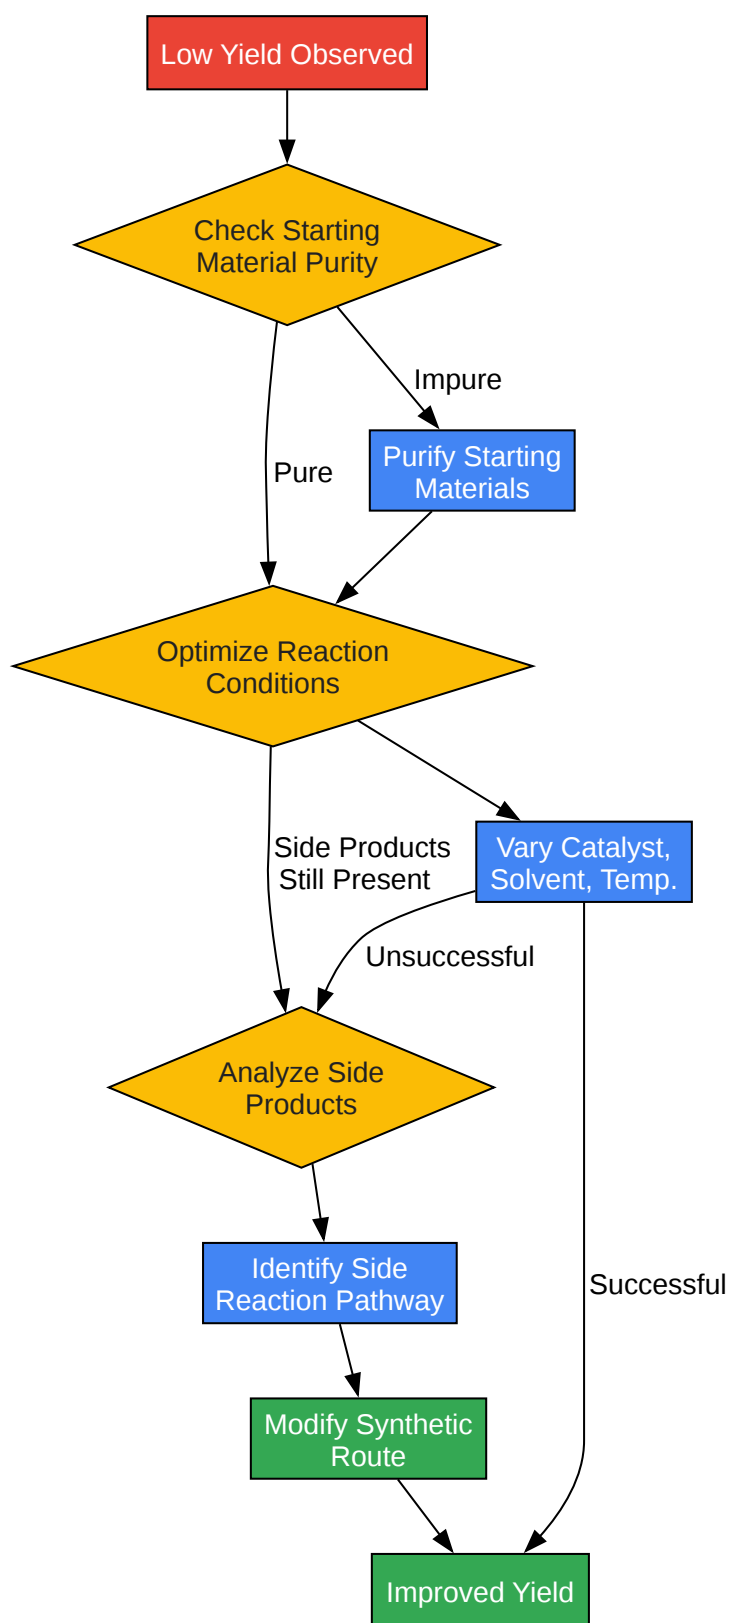 Low Yield Observed
Check Starting
Material Purity
Impure
Pure
Purify Starting
Materials
Optimize Reaction
Conditions
Side Products
Still Present
Vary Catalyst,
Solvent, Temp.
Unsuccessful
Analyze Side
Products
Identify Side
Reaction Pathway
Successful
Modify Synthetic
Route
Improved Yield